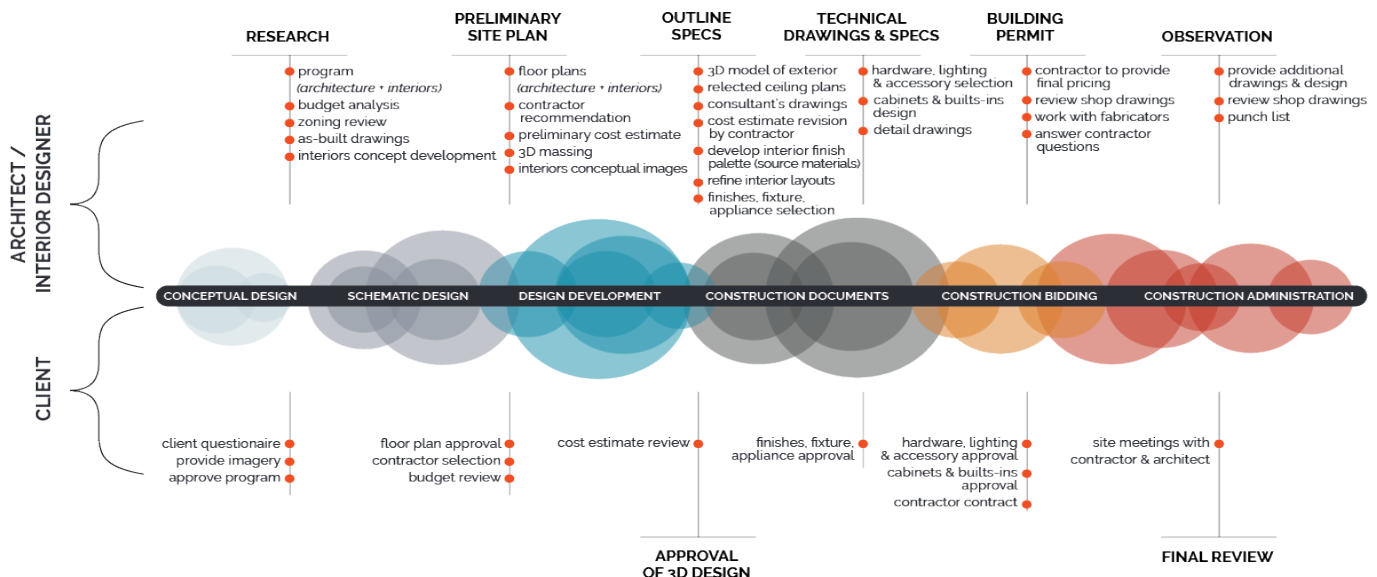 RESEARCH
program
(architecture + interiors)
budget analysis
zoning review
as-built drawings
interiors concept development
PRELIMINARY
SITE PLAN
floor plans
(architecture + interiors)
contractor
recommendation
preliminary cost estimate
3D massing
interiors conceptual images
OUTLINE
SPECS
3D model of exterior
relected ceiling plans
consultant's drawings
cost estimate revision
by contractor
develop interior finish
palette (source materials)
refine interior layouts
finishes, fixture,
appliance selection
TECHNICAL
DRAWINGS & SPECS
hardware, lighting
& accessory selection
cabinets & builts-ins
design
detail drawings
BUILDING
PERMIT
contractor to provide
final pricing
review shop drawings
work with fabricators
answer contractor
questions
OBSERVATION
provide additional
drawings & design
review shop drawings
punch list
ARCHITECT /
INTERIOR DESIGNER
CONCEPTUAL DESIGN
SCHEMATIC DESIGN
DESIGN DEVELOPMENT
CONSTRUCTION DOCUMENTS
CONSTRUCTION BIDDING
CONSTRUCTION ADMINISTRATION
CLIENT
client questionaire
provide imagery
approve program
floor plan approval
contractor selection
budget review
cost estimate review
APPROVAL
OF 3D DESIGN
finishes, fixture,
appliance approval
hardware, lighting
& accessory approval
cabinets & builts-ins
approval
contractor contract
site meetings with
contractor & architect
FINAL REVIEW